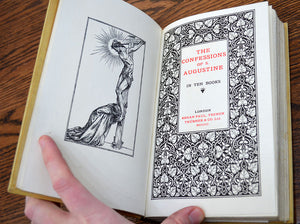 THE
CONFESSIONS
OF S
AUGUSTINE
IN TEN BOOKS
LONDON
KEGAN PAUL, TRENCH
TRÜBNER & CO. Ltd